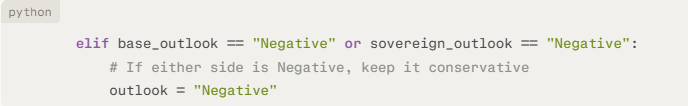 python
elif base_outlook == "Negative" or sovereign_outlook == "Negative":
# If either side is Negative, keep it conservative
outlook = "Negative"